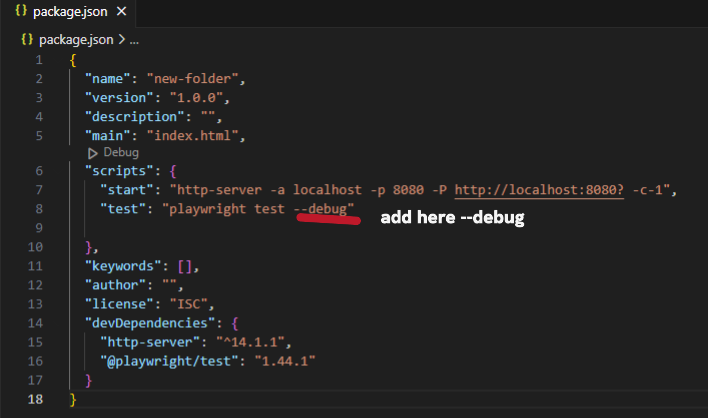 package.json
package.json > ...
1 {
2 "name": "new-folder",
3 "version": "1.0.0",
4 "description": "",
5 "main": "index.html",
Debug
6 "scripts": {
7 "start": "http-server -a localhost -p 8080 -P http://localhost:8080? -c-1",
8 "test": "playwright test --debug" add here --debug
9
10 },
11 "keywords": [],
12 "author": "",
13 "license": "ISC",
14 "devDependencies": {
15 "http-server": "^14.1.1",
16 "@playwright/test": "1.44.1"
17 }
18 }